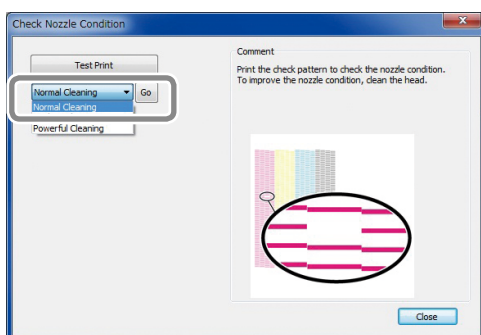 Check Nozzle Condition
Test Print
Normal Cleaning
Go
Normal Cleaning
Powerful Cleaning
Comment
Print the check pattern to check the nozzle condition.
To improve the nozzle condition, clean the head.
Close